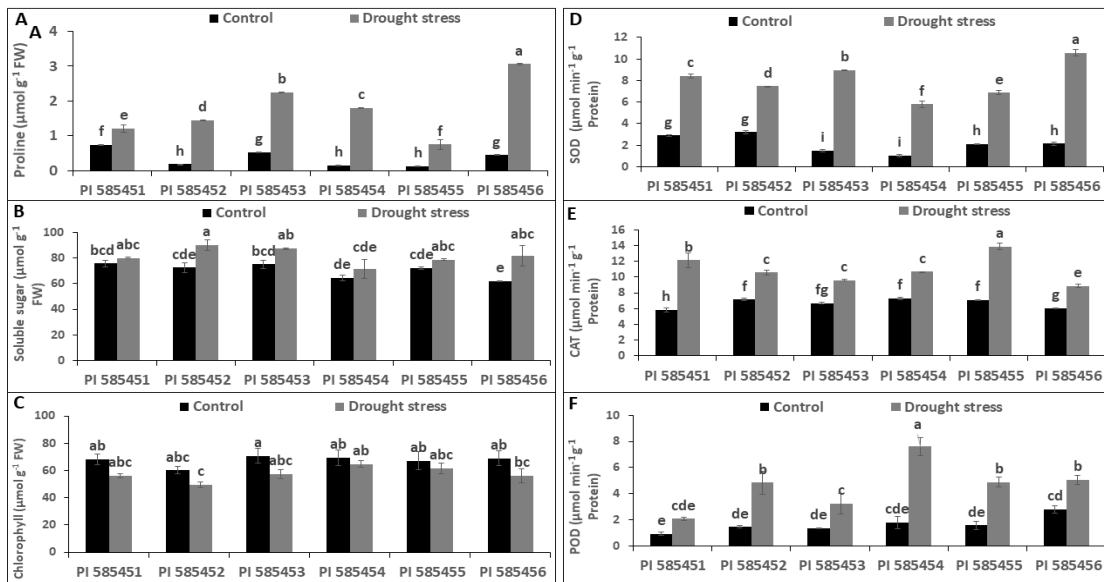 A
A
Control Drought stress
Proline (μmol g⁻¹ FW)
4
3
2
1
0
f e h d g b h c h f g a
PI 585451 PI 585452 PI 585453 PI 585454 PI 585455 PI 585456
B
Control Drought stress
Soluble sugar (μmol g⁻¹ FW)
100
80
60
40
20
0
bcd abc cde a bcd ab de cde cde abc e abc
PI 585451 PI 585452 PI 585453 PI 585454 PI 585455 PI 585456
C
Control Drought stress
Chlorophyll (μmol g⁻¹ FW)
100
80
60
40
20
0
ab abc abc c a abc ab ab ab abc ab bc
PI 585451 PI 585452 PI 585453 PI 585454 PI 585455 PI 585456
D
Control Drought stress
SOD (μmol min⁻¹ g⁻¹ Protein)
12
10
8
6
4
2
0
g c g d i b i f h e h a
PI 585451 PI 585452 PI 585453 PI 585454 PI 585455 PI 585456
E
Control Drought stress
CAT (μmol min⁻¹ g⁻¹ Protein)
16
14
12
10
8
6
4
2
0
h b f c fg c f c f a g e
PI 585451 PI 585452 PI 585453 PI 585454 PI 585455 PI 585456
F
Control Drought stress
POD (μmol min⁻¹ g⁻¹ Protein)
10
8
6
4
2
0
e cde de b de c de a de b cd b
PI 585451 PI 585452 PI 585453 PI 585454 PI 585455 PI 585456